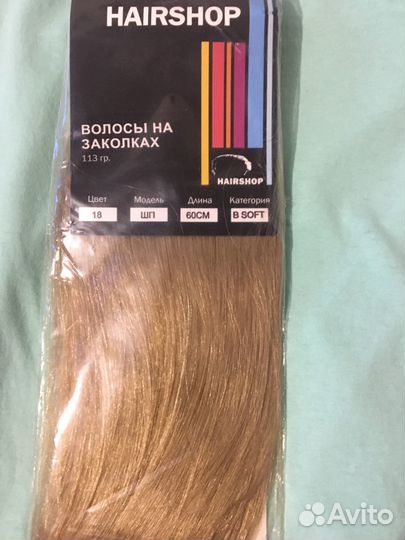 HAIRSHOP
ВОЛОСЫ НА
ЗАКОЛКАХ
113 гр.
HAIRSHOP
Цвет Модель Длина Категория
18 ШП 60СМ B SOFT
Avito